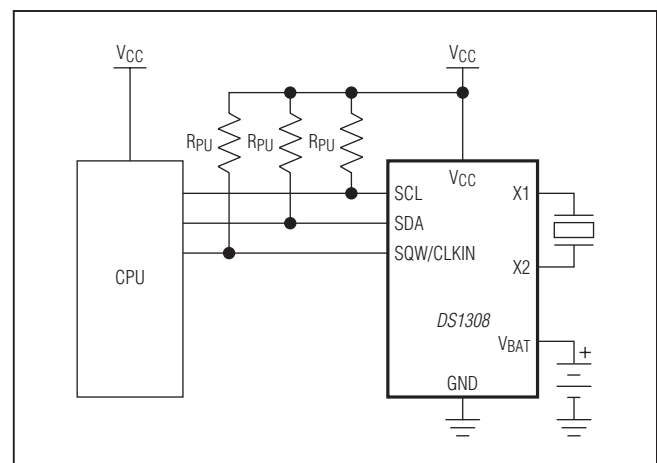 VCC
VCC
RPU
RPU
RPU
VCC
SCL
X1
SDA
SQW/CLKIN
X2
CPU
DS1308
VBAT
+
GND